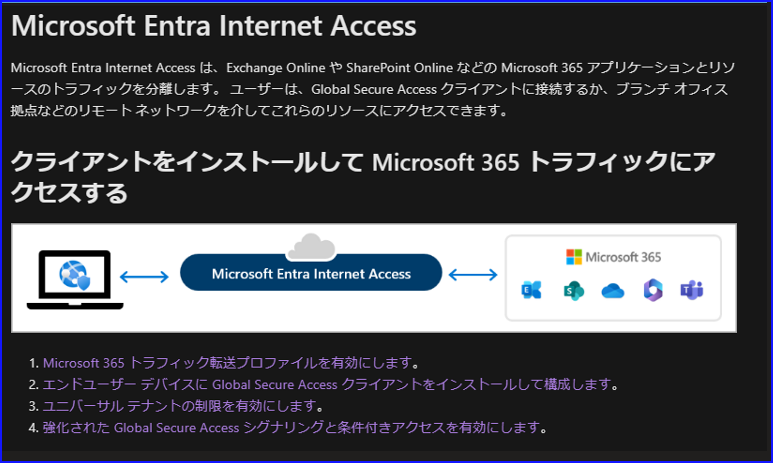 Microsoft Entra Internet Access
Microsoft Entra Internet Access は、Exchange Online や SharePoint Online などの Microsoft 365 アプリケーションとリソ
ースのトラフィックを分離します。 ユーザーは、Global Secure Access クライアントに接続するか、ブランチ オフィス
拠点などのリモート ネットワークを介してこれらのリソースにアクセスできます。
クライアントをインストールして Microsoft 365 トラフィックにア
クセスする
Microsoft Entra Internet Access
Microsoft 365
E
S
T
1. Microsoft 365 トラフィック転送プロファイルを有効にします。
2. エンドユーザー デバイスに Global Secure Access クライアントをインストールして構成します。
3. ユニバーサル テナントの制限を有効にします。
4. 強化された Global Secure Access シグナリングと条件付きアクセスを有効にします。